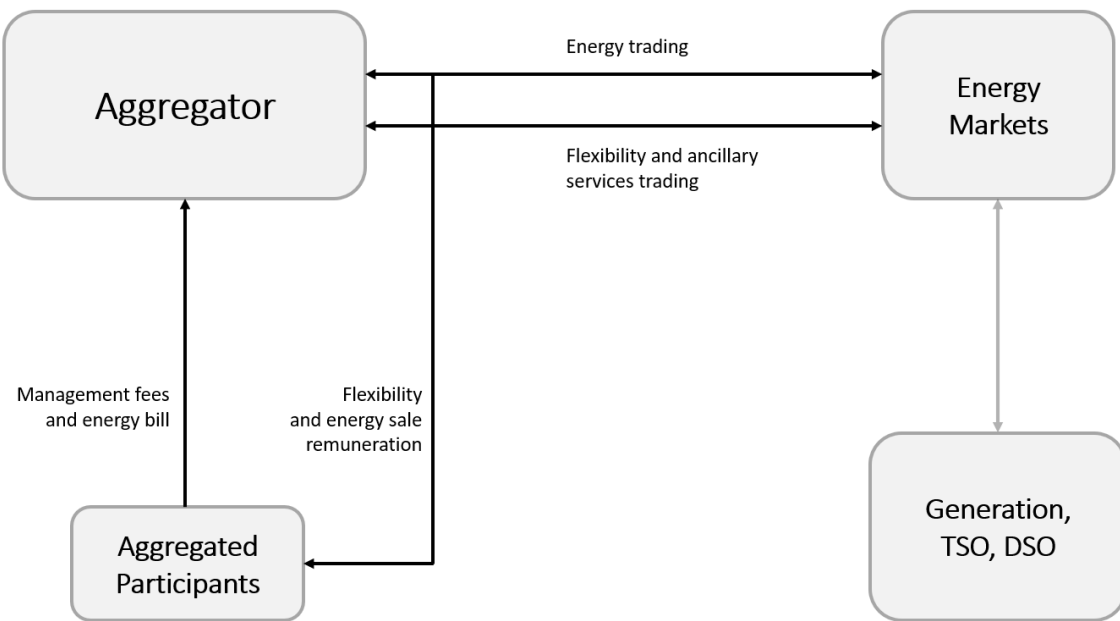 Energy trading
Aggregator
Energy
Markets
Flexibility and ancillary
services trading
Management fees
and energy bill
Flexibility
and energy sale
remuneration
Generation,
TSO, DSO
Aggregated
Participants